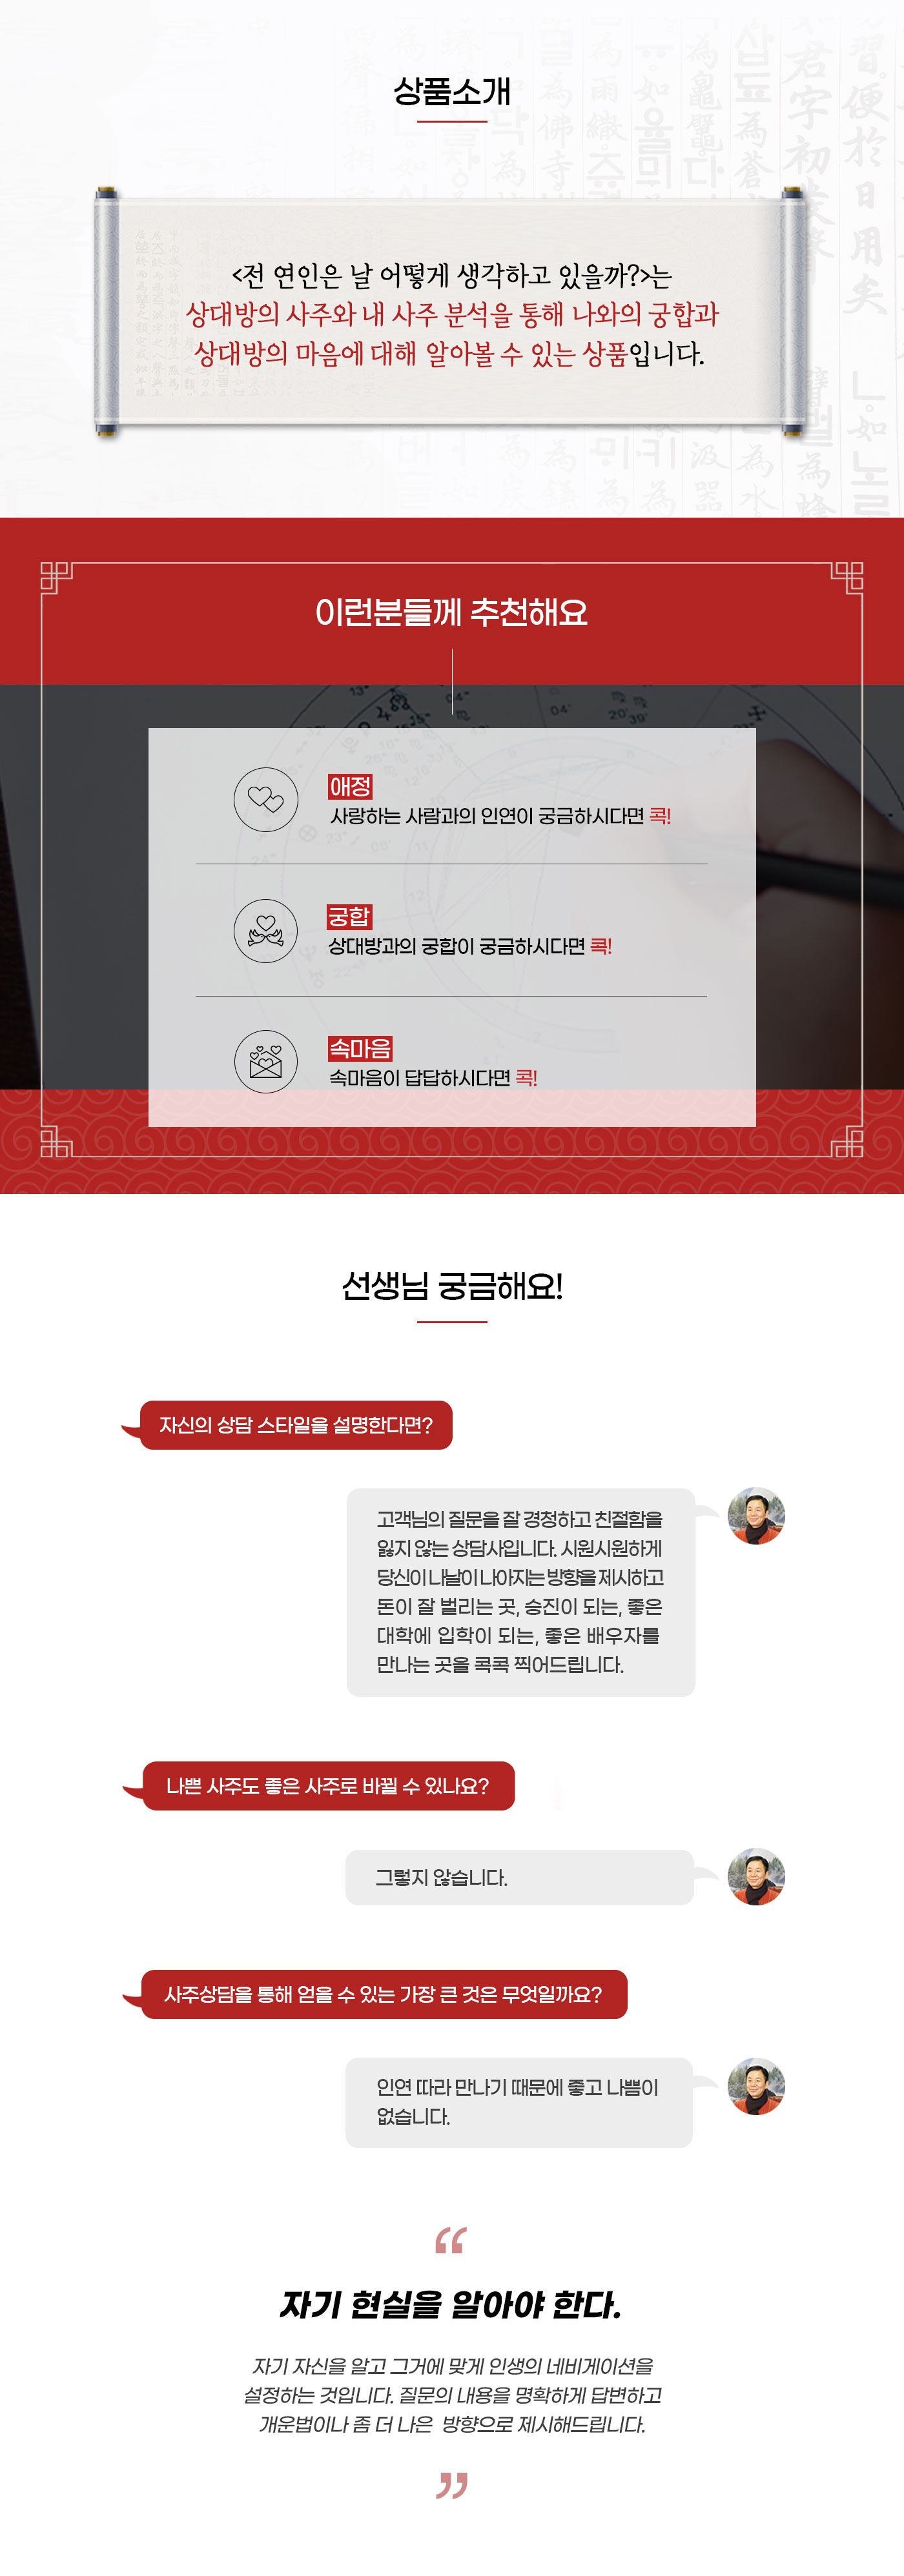 상품소개
<전 연인은 날 어떻게 생각하고 있을까?>는
상대방의 사주와 내 사주 분석을 통해 나와의 궁합과
상대방의 마음에 대해 알아볼 수 있는 상품입니다.
이런분들께 추천해요
애정
사랑하는 사람과의 인연이 궁금하시다면 콕!
궁합
상대방과의 궁합이 궁금하시다면 콕!
속마음
속마음이 답답하시다면 콕!
선생님 궁금해요!
자신의 상담 스타일을 설명한다면?
고객님의 질문을 잘 경청하고 친절함을
잃지 않는 상담사입니다. 시원시원하게
당신이 나날이 나아지는 방향을 제시하고
돈이 잘 벌리는 곳, 승진이 되는, 좋은
대학에 입학이 되는, 좋은 배우자를
만나는 곳을 콕콕 찍어드립니다.
나쁜 사주도 좋은 사주로 바뀔 수 있나요?
그렇지 않습니다.
사주상담을 통해 얻을 수 있는 가장 큰 것은 무엇일까요?
인연 따라 만나기 때문에 좋고 나쁨이
없습니다.
“
자기 현실을 알아야 한다.
자기 자신을 알고 그거에 맞게 인생의 네비게이션을
설정하는 것입니다. 질문의 내용을 명확하게 답변하고
개운법이나 좀 더 나은 방향으로 제시해드립니다.
”